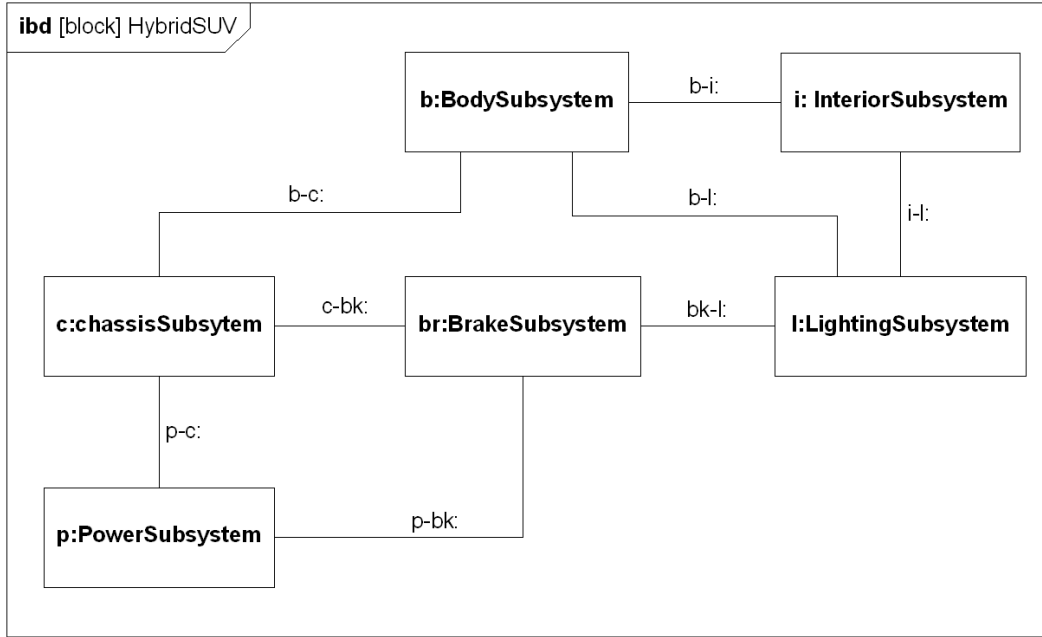 ibd [block] HybridSUV
b:BodySubsystem
b-i:
i: InteriorSubsystem
b-c:
b-l:
i-l:
c:chassisSubsytem
c-bk:
br:BrakeSubsystem
bk-l:
l:LightingSubsystem
p-c:
p:PowerSubsystem
p-bk: